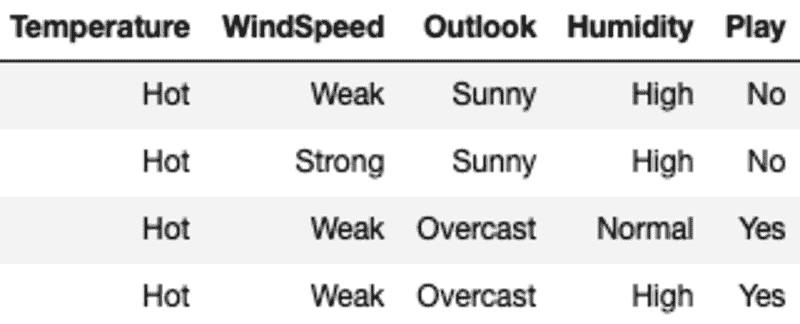 Temperature WindSpeed Outlook Humidity Play
Hot Weak Sunny High No
Hot Strong Sunny High No
Hot Weak Overcast Normal Yes
Hot Weak Overcast High Yes